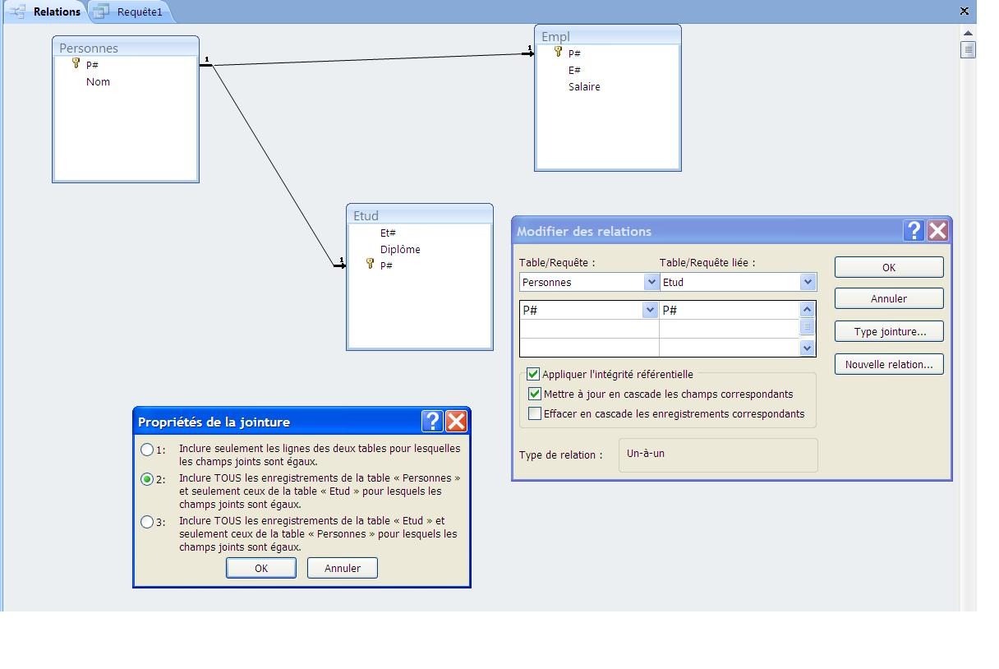 Relations
Requête1
Personnes
P#
Nom
1
1
Empl
P#
E#
Salaire
Etud
Et#
Diplôme
P#
1
Modifier des relations
?
Table/Requête :
Table/Requête liée :
Personnes
Etud
P#
P#
OK
Annuler
Type jointure...
Nouvelle relation...
Appliquer l'intégrité référentielle
Mettre à jour en cascade les champs correspondants
Effacer en cascade les enregistrements correspondants
Type de relation :
Un-à-un
Propriétés de la jointure
?
1: Inclure seulement les lignes des deux tables pour lesquelles
les champs joints sont égaux.
2: Inclure TOUS les enregistrements de la table « Personnes »
et seulement ceux de la table « Etud » pour lesquels les
champs joints sont égaux.
3: Inclure TOUS les enregistrements de la table « Etud » et
seulement ceux de la table « Personnes » pour lesquels les
champs joints sont égaux.
OK
Annuler